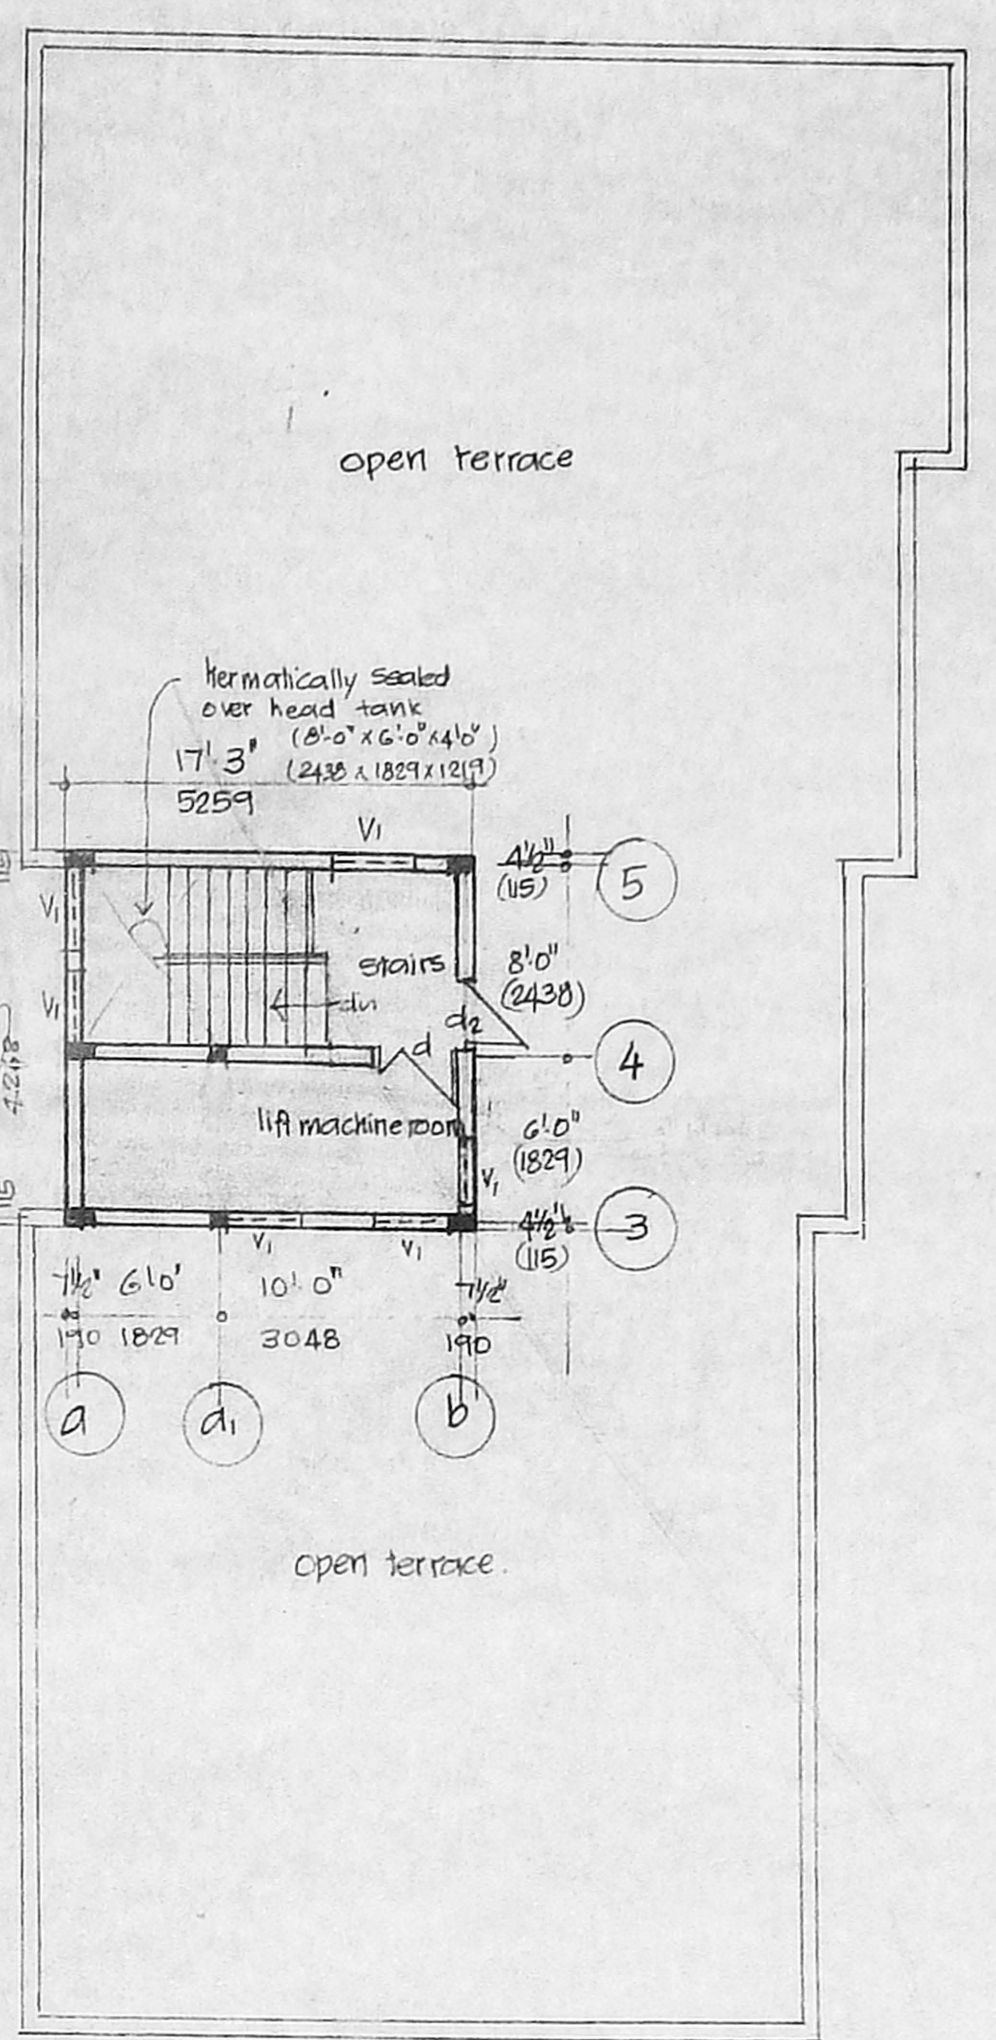 open terrace
hermatically sealed
over head tank
(8'-0" x 6'-0" x 4'0")
(2438 x 1829 x 1219)
17'-3"
5259
V1
4½"
(115)
5
V1
stairs
8'0"
(2438)
V1
dn
d2
d
4
lift machine room
6'0"
(1829)
V1
4½"
(115)
3
V1
V1
7½" 6'0' 10'0" 7½"
190 1829 3048 190
a
a1
b
open terrace.
115